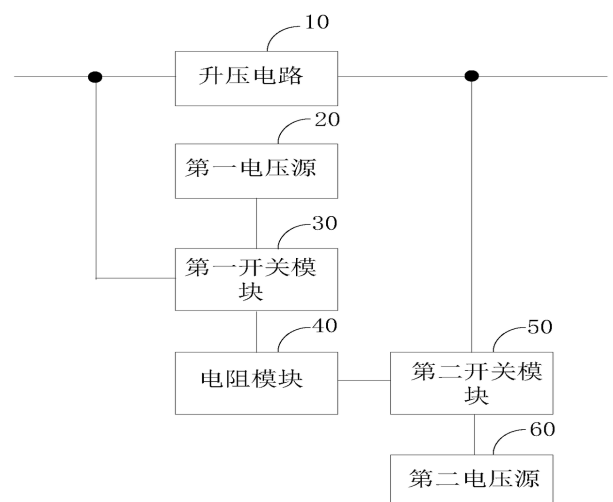 10
升压电路
20
第一电压源
30
第一开关模
块
40
电阻模块
50
第二开关模
块
60
第二电压源